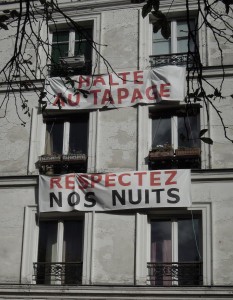 HALTE
AU TAPAGE
RESPECTEZ
NOS NUITS